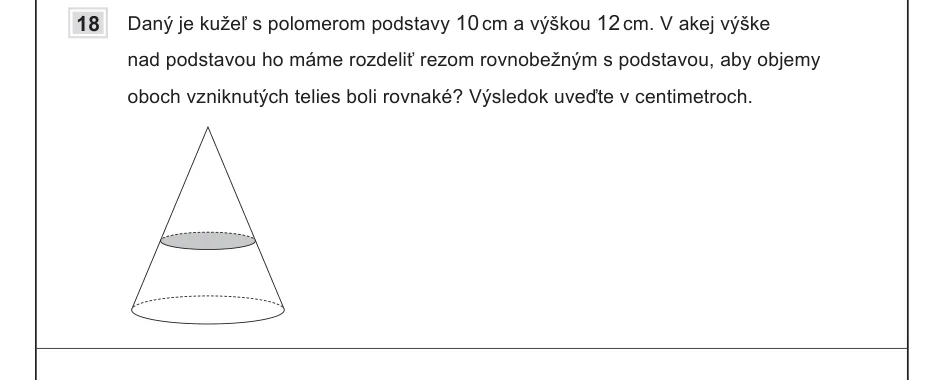 18 Daný je kužeľ s polomerom podstavy 10 cm a výškou 12 cm. V akej výške
nad podstavou ho máme rozdeliť rezom rovnobežným s podstavou, aby objemy
oboch vzniknutých telies boli rovnaké? Výsledok uveďte v centimetroch.